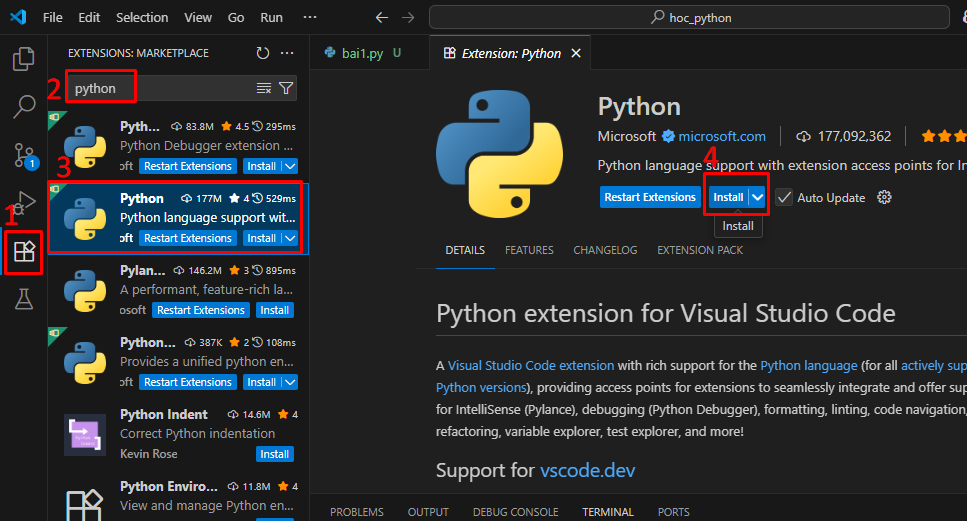 File Edit Selection View Go Run ··· hoc_python
EXTENSIONS: MARKETPLACE
bai1.py U
Extension: Python
2
python
Pyth... 83.8M 4.5 295ms
Python Debugger extension ...
oft Restart Extensions Install
3
Python 177M 4 529ms
Python language support wit...
oft Restart Extensions Install
1
1
Pylan... 146.2M 3 895ms
A performant, feature-rich la...
osoft Restart Extensions Install
Python... 387K 2 108ms
Provides a unified python en...
oft Restart Extensions Install
Python Indent 14.6M 4
Correct Python indentation
Kevin Rose Install
Python Enviro... 11.8M 4
View and manage Python en...
Python
Microsoft microsoft.com 177,092,362
Python language support with extension access points for In
4
Restart Extensions Install Auto Update
Install
DETAILS FEATURES CHANGELOG EXTENSION PACK
Python extension for Visual Studio Code
A Visual Studio Code extension with rich support for the Python language (for all actively sup
Python versions), providing access points for extensions to seamlessly integrate and offer sup
for IntelliSense (Pylance), debugging (Python Debugger), formatting, linting, code navigation,
refactoring, variable explorer, test explorer, and more!
Support for vscode.dev
PROBLEMS OUTPUT DEBUG CONSOLE TERMINAL PORTS